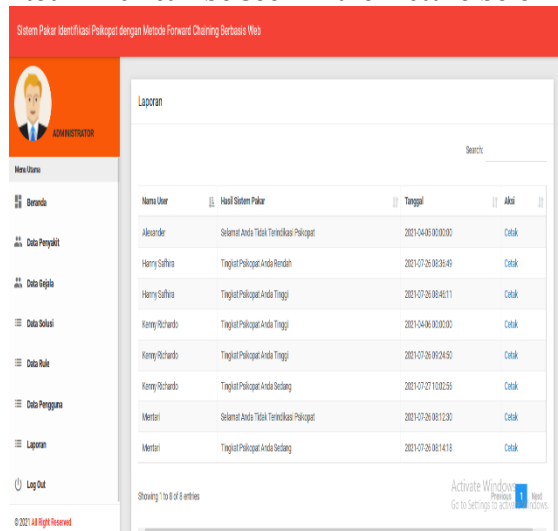 Sistem Pakar Identifikasi Psikopat dengan Metode Forward Chaining Berbasis Web
ADMINISTRATOR
Menu Utama
Beranda
Data Penyakit
Data Gejala
Data Solusi
Data Rule
Data Pengguna
Laporan
Log Out
© 2021 All Right Reserved
Laporan
Search:
Nama User Hasil Sistem Pakar Tanggal Aksi
Alexander Selamat Anda Tidak Terindikasi Psikopat 2021-04-05 00:00:00 Cetak
Hanny Safhira Tingkat Psikopat Anda Rendah 2021-07-26 08:36:49 Cetak
Hanny Safhira Tingkat Psikopat Anda Tinggi 2021-07-26 08:46:11 Cetak
Kenny Richardo Tingkat Psikopat Anda Tinggi 2021-04-06 00:00:00 Cetak
Kenny Richardo Tingkat Psikopat Anda Tinggi 2021-07-26 09:24:50 Cetak
Kenny Richardo Tingkat Psikopat Anda Sedang 2021-07-27 10:02:56 Cetak
Mentari Selamat Anda Tidak Terindikasi Psikopat 2021-07-26 08:12:30 Cetak
Mentari Tingkat Psikopat Anda Sedang 2021-07-26 08:14:18 Cetak
Showing 1 to 8 of 8 entries
Previous 1 Next
Activate Windows
Go to Settings to activate Windows.